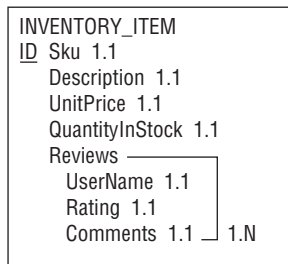 INVENTORY_ITEM
ID Sku 1.1
Description 1.1
UnitPrice 1.1
QuantityInStock 1.1
Reviews
UserName 1.1
Rating 1.1
Comments 1.1 1.N